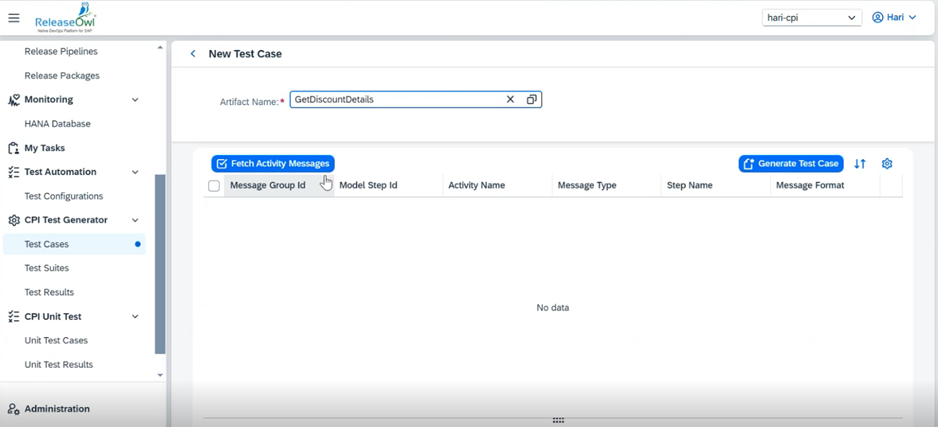 ReleaseOwl
Native DevOps Platform for SAP
hari-cpi
Hari
Release Pipelines
Release Packages
Monitoring
HANA Database
My Tasks
Test Automation
Test Configurations
CPI Test Generator
Test Cases
Test Suites
Test Results
CPI Unit Test
Unit Test Cases
Unit Test Results
Administration
New Test Case
Artifact Name:* GetDiscountDetails
Fetch Activity Messages Generate Test Case
Message Group Id Model Step Id Activity Name Message Type Step Name Message Format
No data